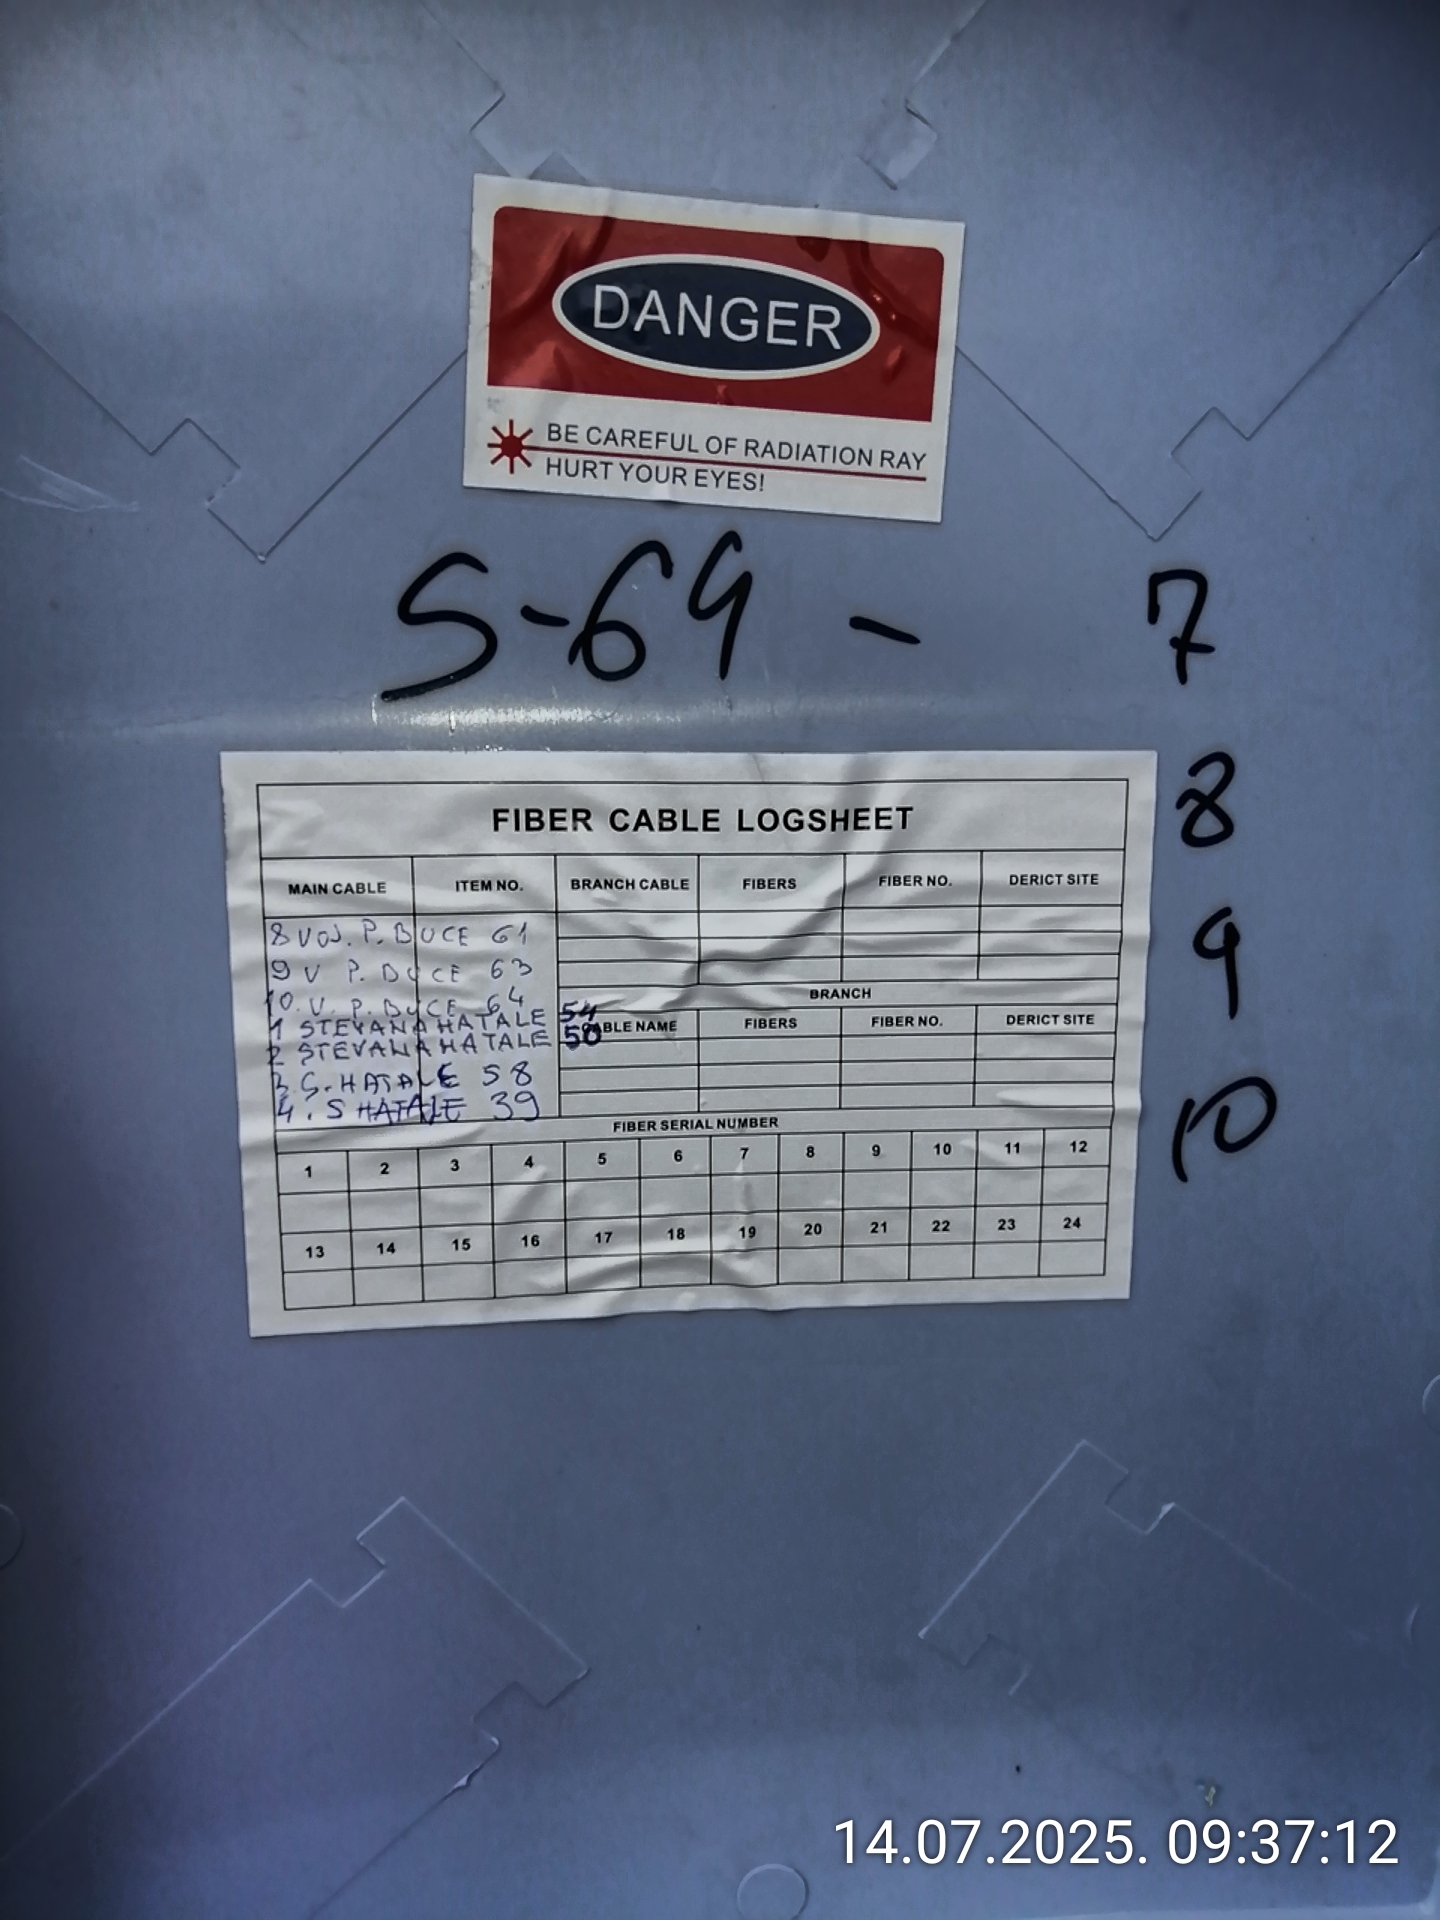 DANGER
BE CAREFUL OF RADIATION RAY
HURT YOUR EYES!
S-64 - 7
8
9
10
FIBER CABLE LOGSHEET
MAIN CABLE ITEM NO. BRANCH CABLE FIBERS FIBER NO. DERICT SITE
8 VOJ. P. BUCE 61
9 V P. BUCE 63
10. V. P. BUCE 64
BRANCH
1 STEVANA HATALE 54
CABLE NAME FIBERS FIBER NO. DERICT SITE
2 STEVANA HATALE 50
3. S. HATALE 58
4. S HATALE 39
FIBER SERIAL NUMBER
1 2 3 4 5 6 7 8 9 10 11 12
13 14 15 16 17 18 19 20 21 22 23 24
14.07.2025. 09:37:12